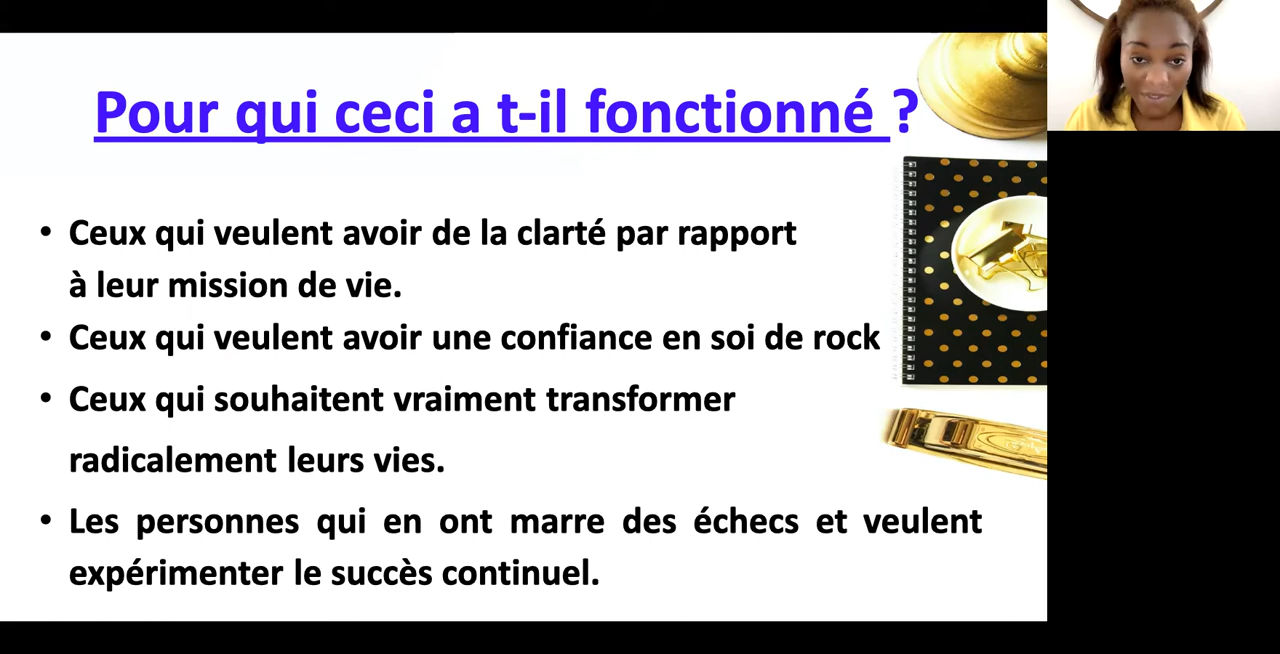 Pour qui ceci a t-il fonctionné ?
• Ceux qui veulent avoir de la clarté par rapport
à leur mission de vie.
• Ceux qui veulent avoir une confiance en soi de rock
• Ceux qui souhaitent vraiment transformer
radicalement leurs vies.
• Les personnes qui en ont marre des échecs et veulent
expérimenter le succès continuel.